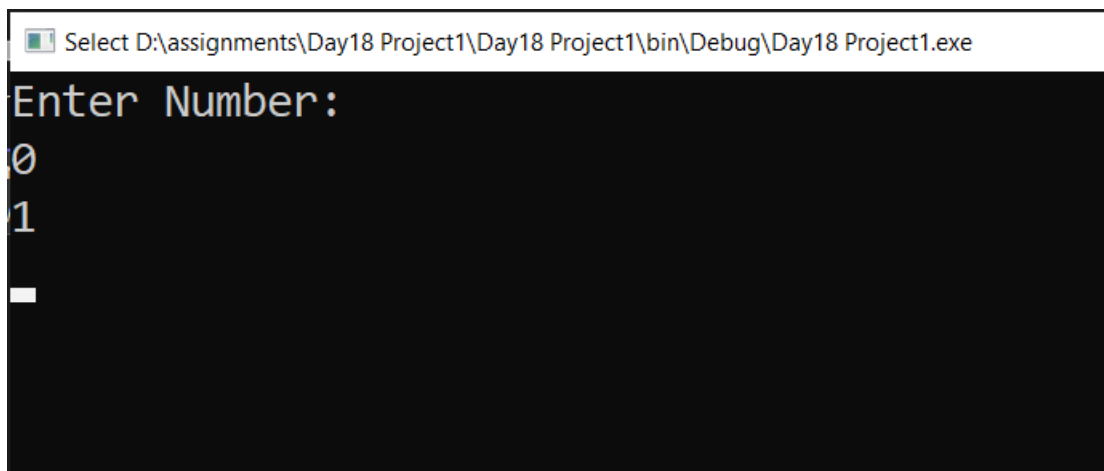 Select D:\assignments\Day18 Project1\Day18 Project1\bin\Debug\Day18 Project1.exe
Enter Number:
0
1